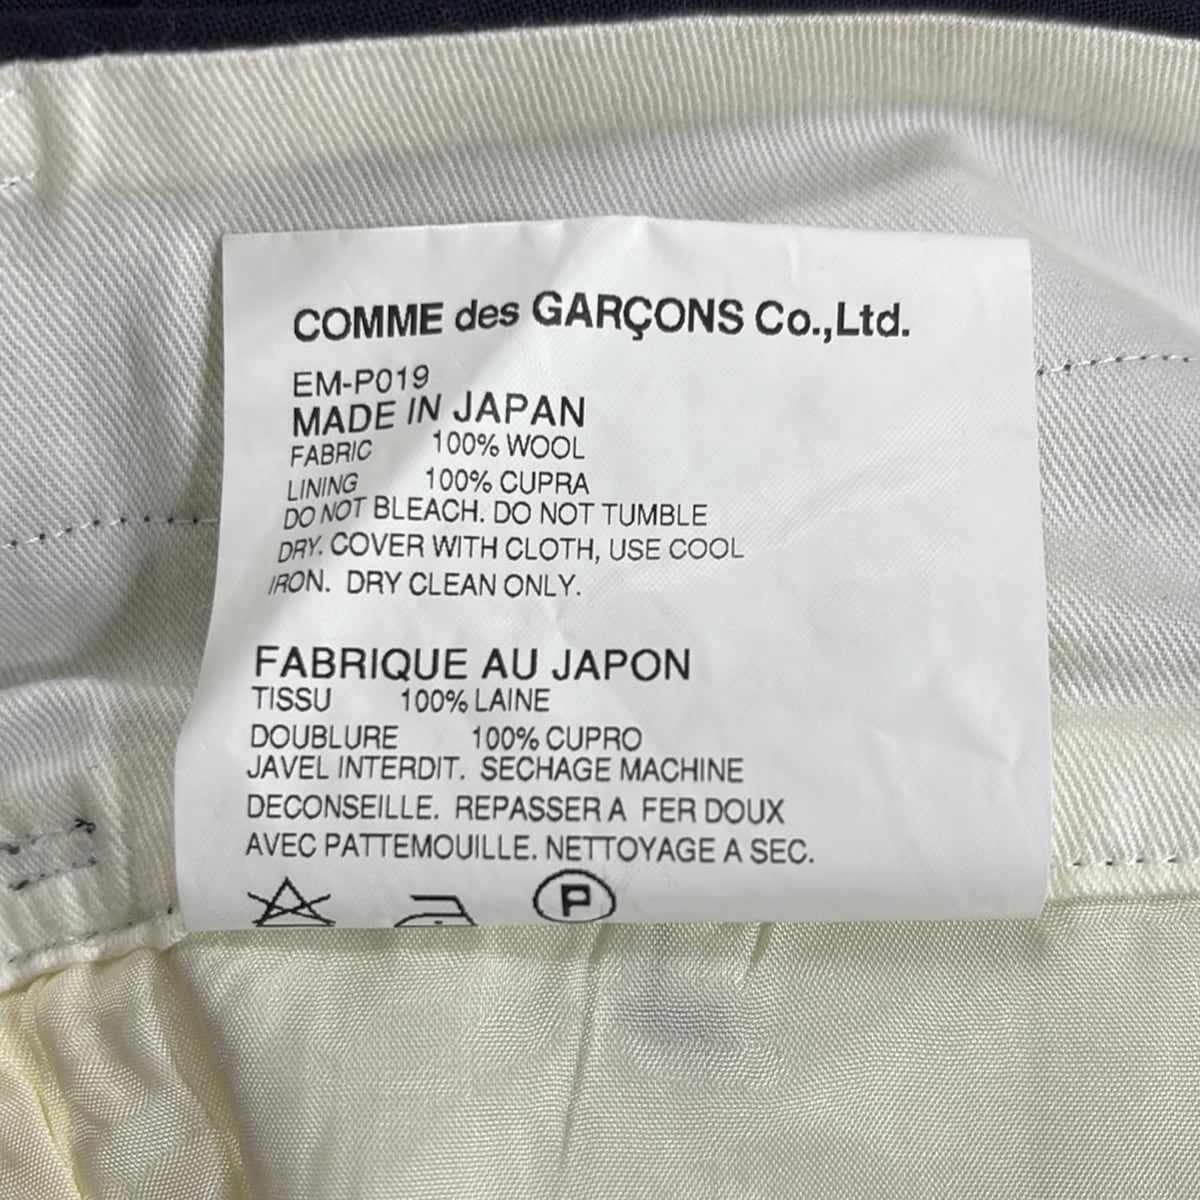 COMME des GARÇONS Co.,Ltd.
EM-P019
MADE IN JAPAN
FABRIC 100% WOOL
LINING 100% CUPRA
DO NOT BLEACH. DO NOT TUMBLE
DRY. COVER WITH CLOTH, USE COOL
IRON. DRY CLEAN ONLY.
FABRIQUE AU JAPON
TISSU 100% LAINE
DOUBLURE 100% CUPRO
JAVEL INTERDIT. SECHAGE MACHINE
DECONSEILLE. REPASSER A FER DOUX
AVEC PATTEMOUILLE. NETTOYAGE A SEC.
P